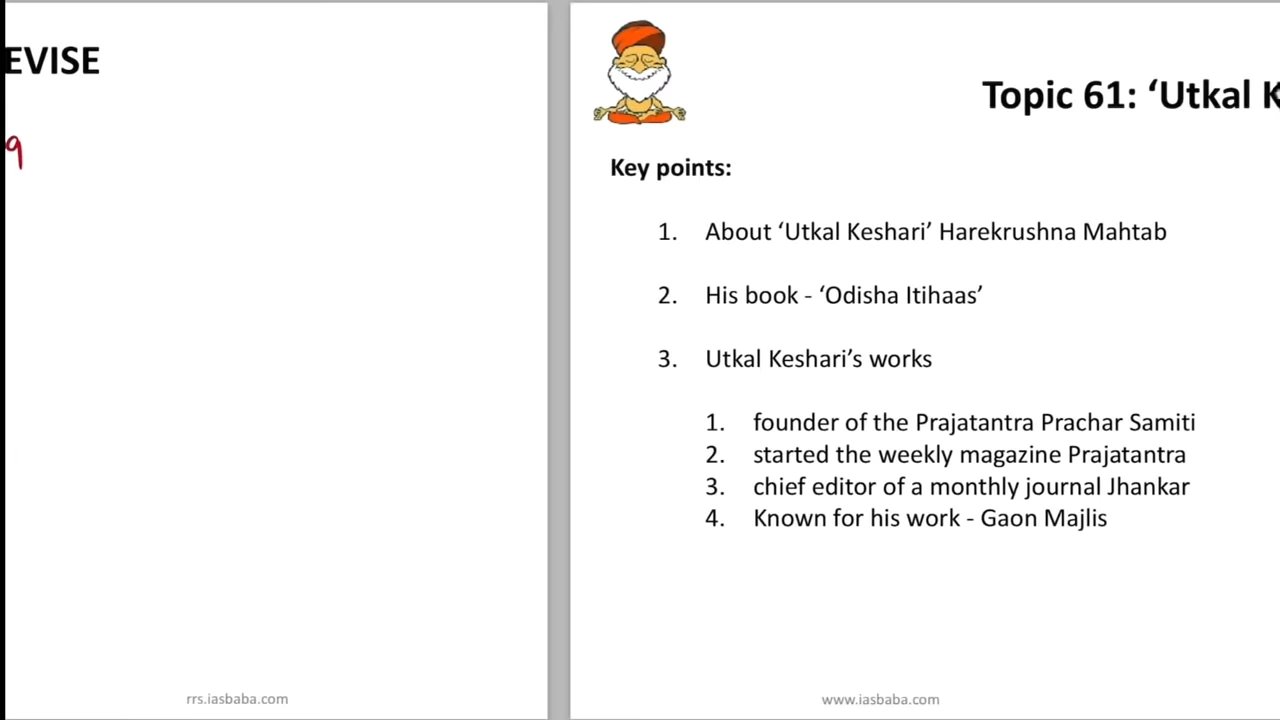 EVISE
9
rrs.iasbaba.com
Topic 61: ‘Utkal K
Key points:
1. About ‘Utkal Keshari’ Harekrushna Mahtab
2. His book - ‘Odisha Itihaas’
3. Utkal Keshari’s works
1. founder of the Prajatantra Prachar Samiti
2. started the weekly magazine Prajatantra
3. chief editor of a monthly journal Jhankar
4. Known for his work - Gaon Majlis
www.iasbaba.com